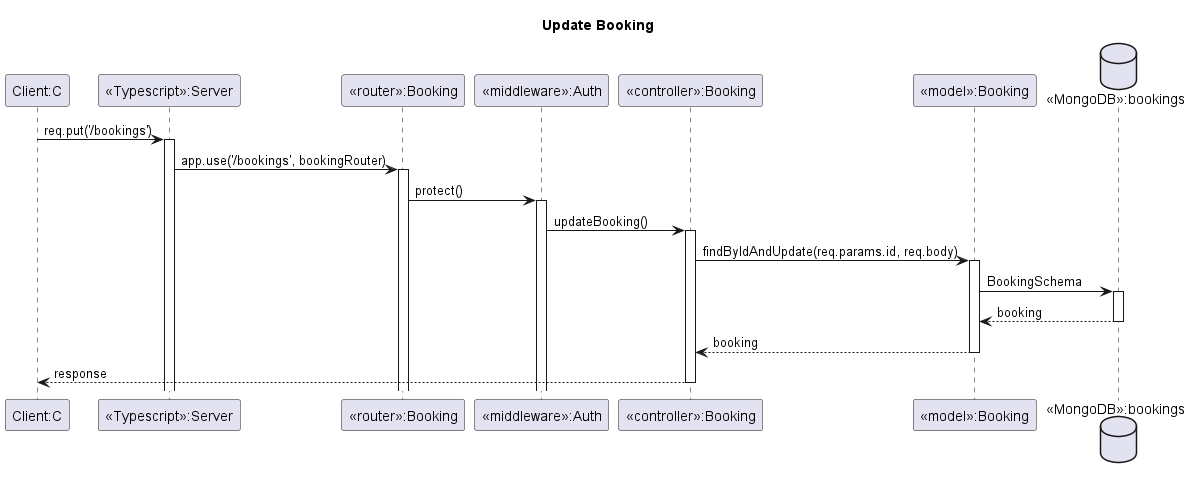 Update Booking
«MongoDB»:bookings
Client:C
«Typescript»:Server
«router»:Booking
«middleware»:Auth
«controller»:Booking
«model»:Booking
req.put('/bookings')
app.use('/bookings', bookingRouter)
protect()
updateBooking()
findByIdAndUpdate(req.params.id, req.body)
BookingSchema
booking
booking
response
Client:C
«Typescript»:Server
«router»:Booking
«middleware»:Auth
«controller»:Booking
«model»:Booking
«MongoDB»:bookings